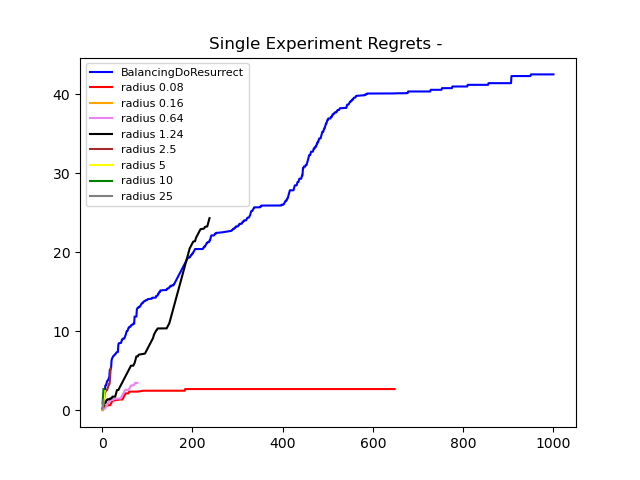 Single Experiment Regrets -
BalancingDoResurrect
radius 0.08
radius 0.16
radius 0.64
radius 1.24
radius 2.5
radius 5
radius 10
radius 25
40
30
20
10
0
0 200 400 600 800 1000